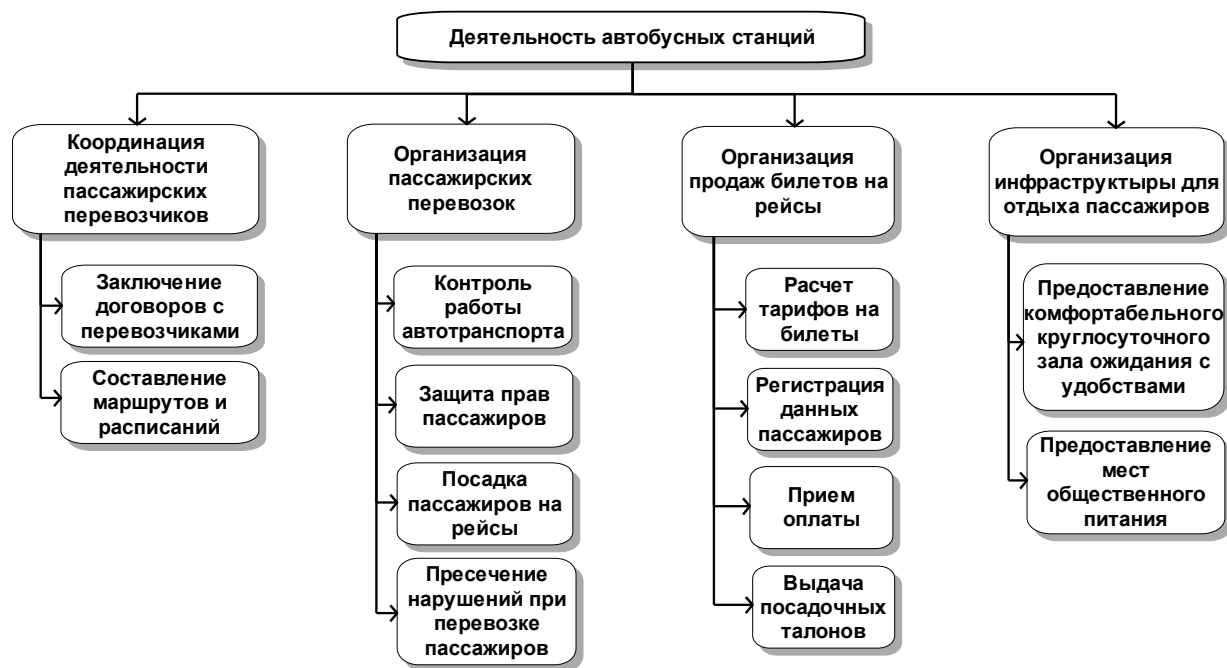 Деятельность автобусных станций
Координация
деятельности
пассажирских
перевозчиков
Заключение
договоров с
перевозчиками
Составление
маршрутов и
расписаний
Организация
пассажирских
перевозок
Контроль
работы
автотранспорта
Защита прав
пассажиров
Посадка
пассажиров на
рейсы
Пресечение
нарушений при
перевозке
пассажиров
Организация
продаж билетов на
рейсы
Расчет
тарифов на
билеты
Регистрация
данных
пассажиров
Прием
оплаты
Выдача
посадочных
талонов
Организация
инфраструктыры для
отдыха пассажиров
Предоставление
комфортабельного
круглосуточного
зала ожидания с
удобствами
Предоставление
мест
общественного
питания